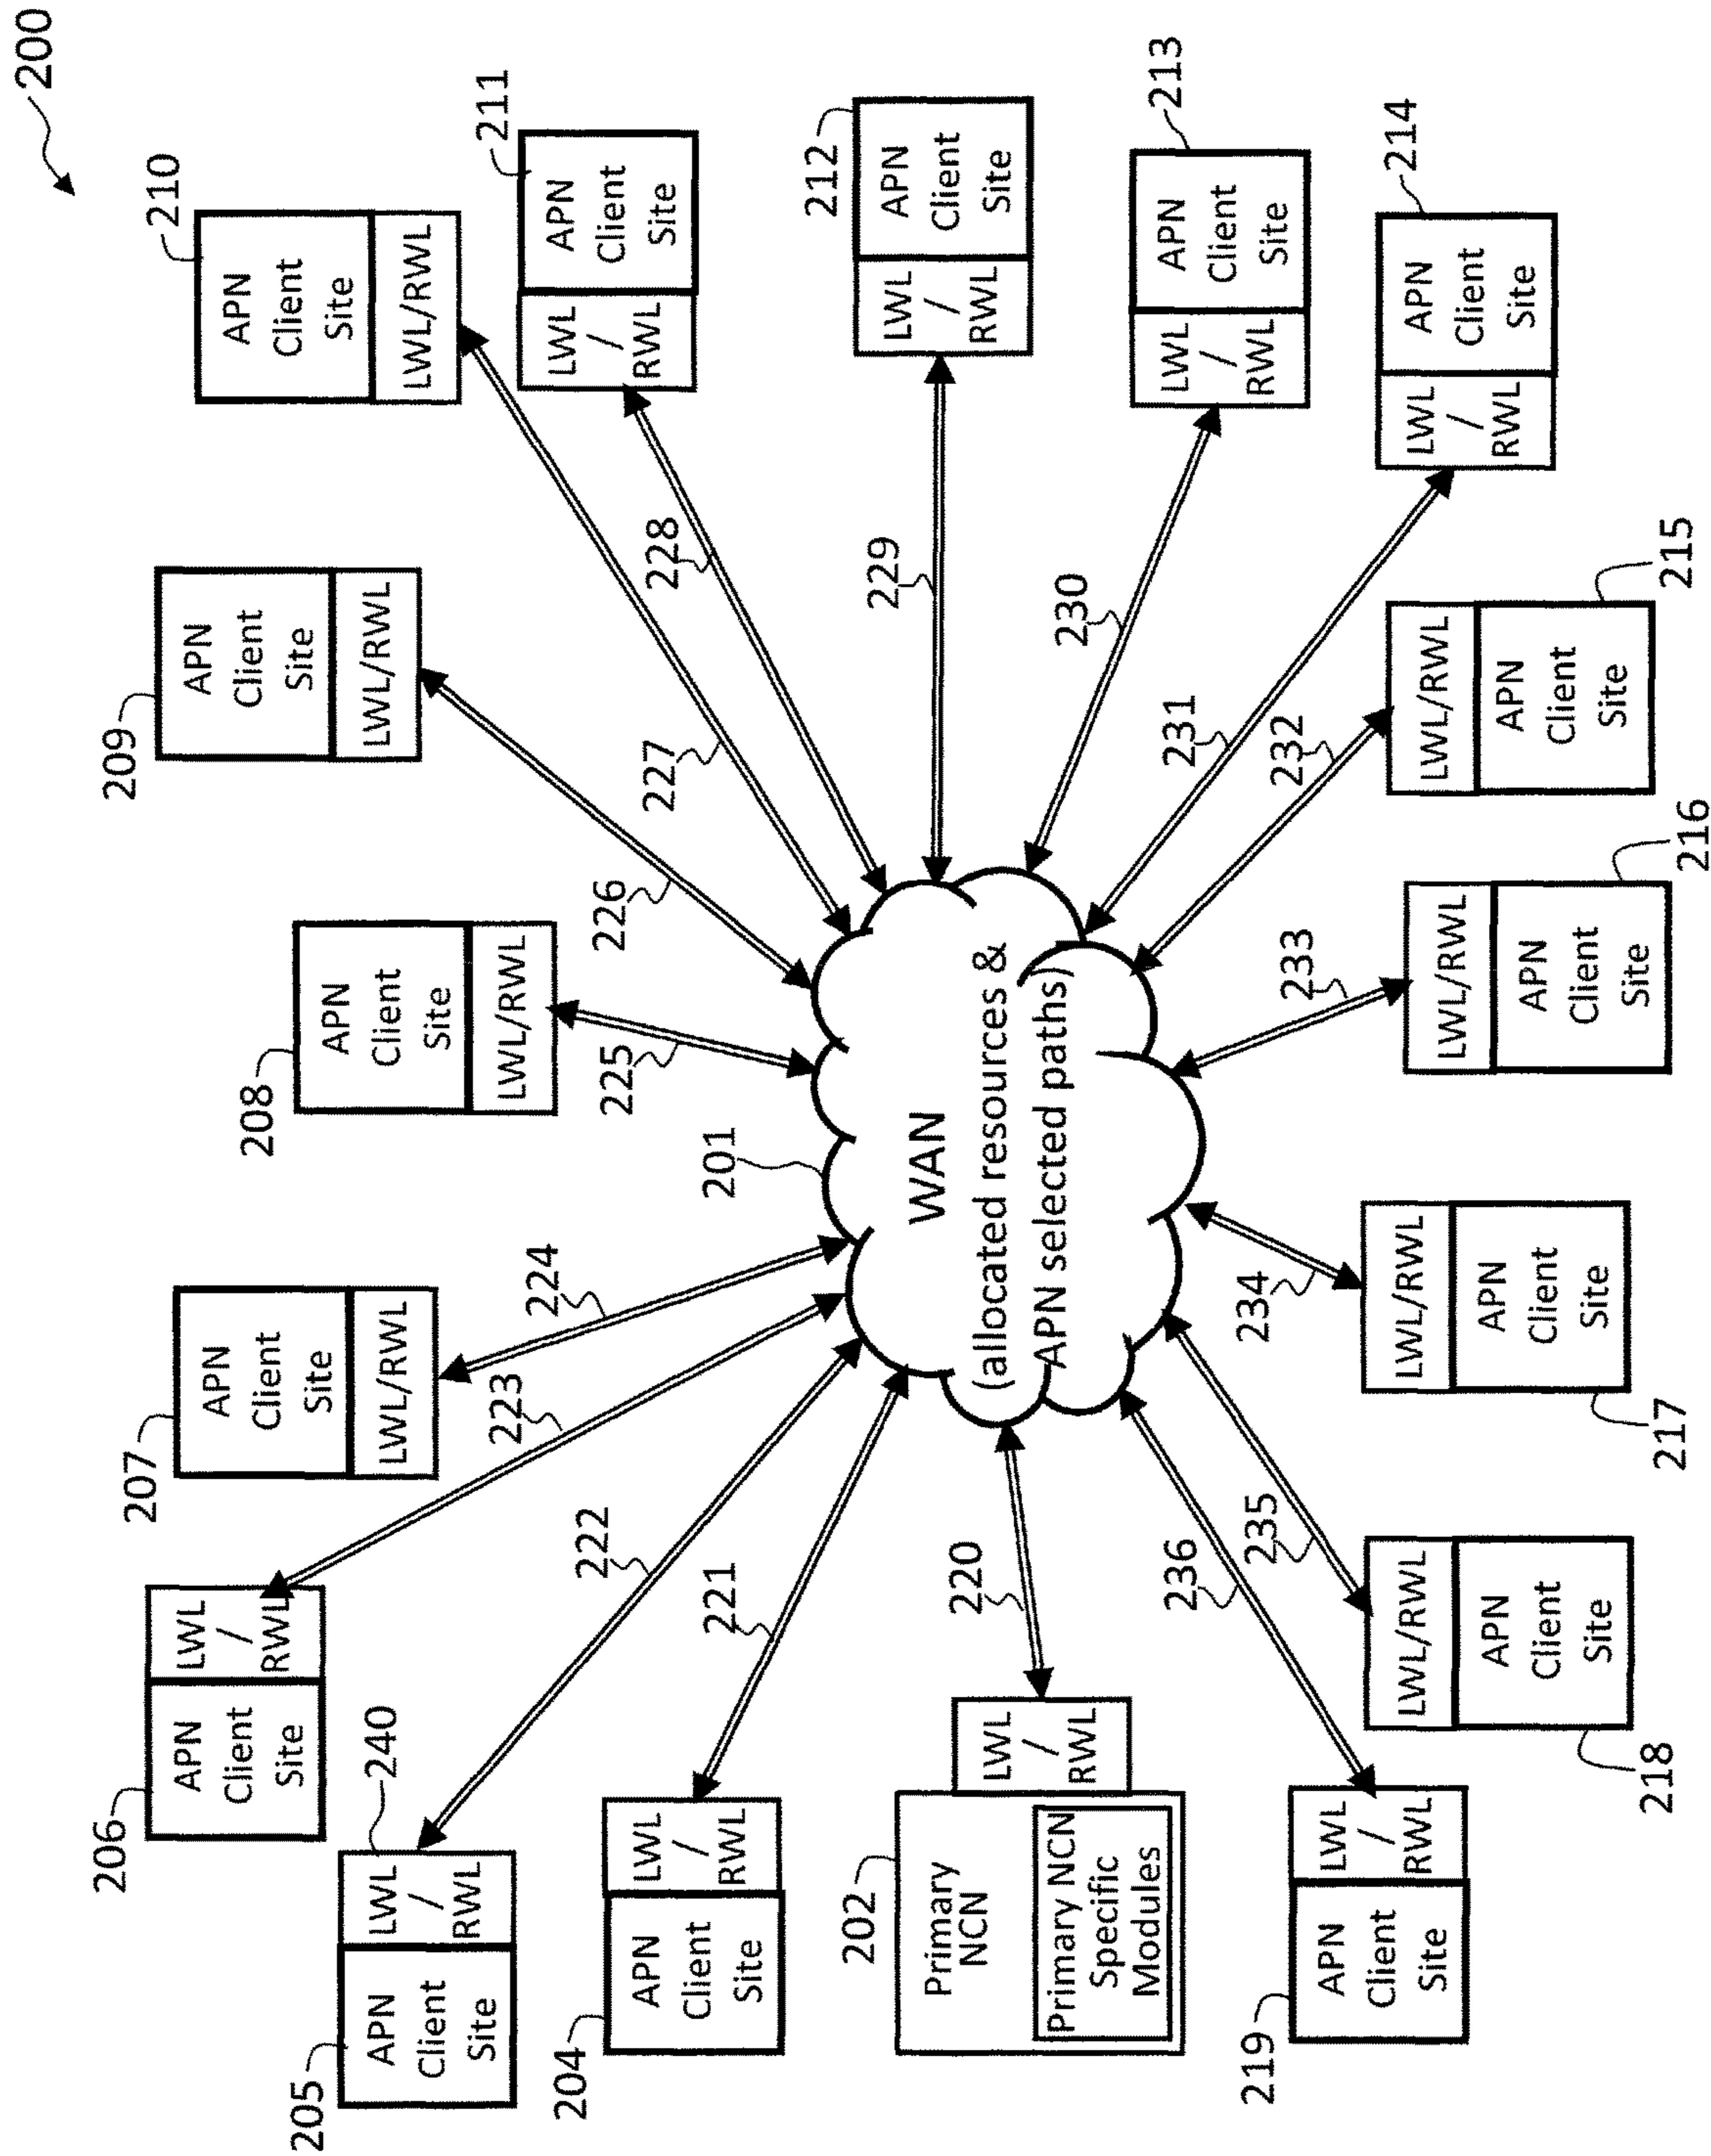 200
210
APN
Client
Site
LWL/RWL
211
APN
Client
Site
LWL
/
RWL
212
APN
Client
Site
LWL
/
RWL
213
APN
Client
Site
LWL
/
RWL
214
APN
Client
Site
LWL
/
RWL
209
APN
Client
Site
LWL/RWL
208
APN
Client
Site
LWL/RWL
207
APN
Client
Site
LWL/RWL
206
APN
Client
Site
LWL
/
RWL
205
APN
Client
Site
240
LWL
/
RWL
204
APN
Client
Site
LWL
/
RWL
202
Primary
NCN
Primary NCN
Specific
Modules
LWL
/
RWL
219
APN
Client
Site
LWL
/
RWL
218
LWL/RWL
APN
Client
Site
217
LWL/RWL
APN
Client
Site
216
LWL/RWL
APN
Client
Site
215
LWL/RWL
APN
Client
Site
201
WAN
(allocated resources &
APN selected paths)
220
221
222
223
224
225
226
227
228
229
230
231
232
233
234
235
236